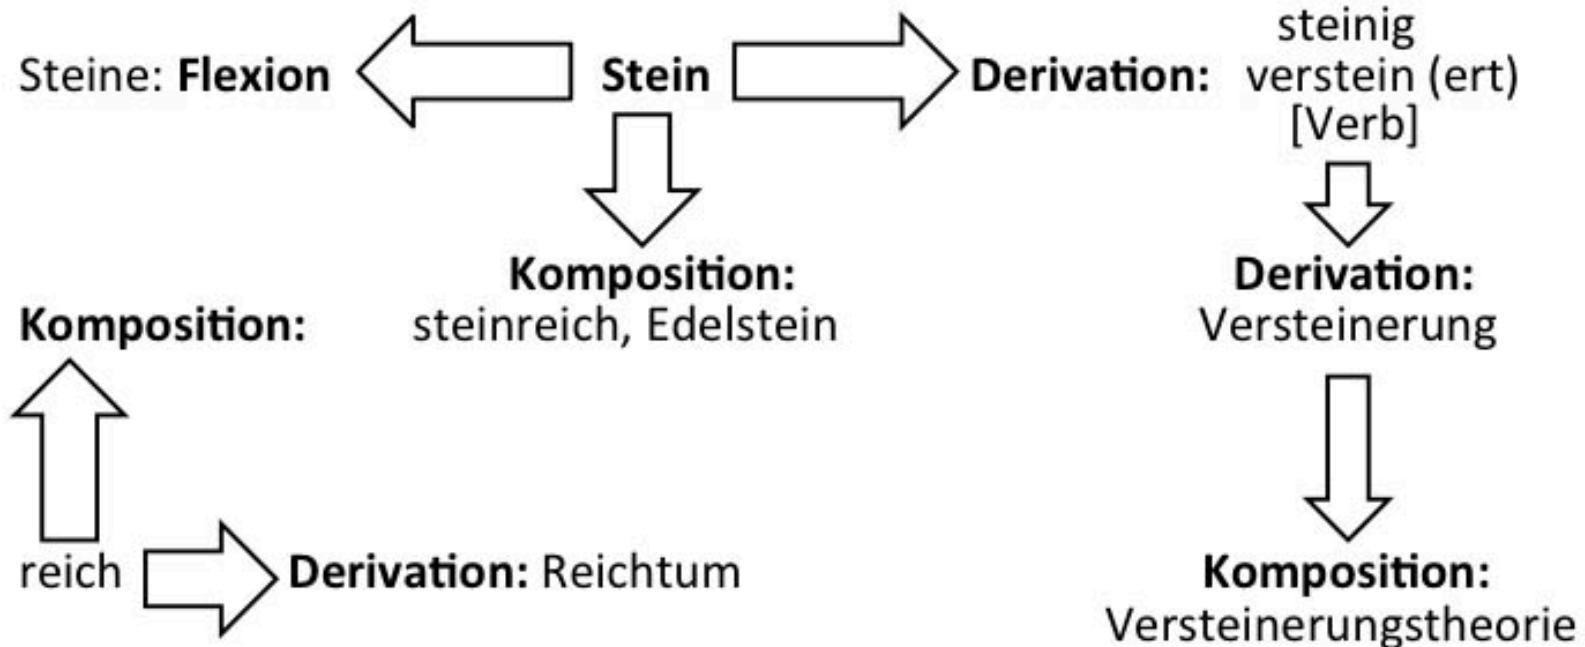 steinig
Steine: Flexion Stein Derivation: verstein (ert)
[Verb]
Komposition: Derivation:
Komposition: steinreich, Edelstein Versteinerung
reich Derivation: Reichtum Komposition:
Versteinerungstheorie